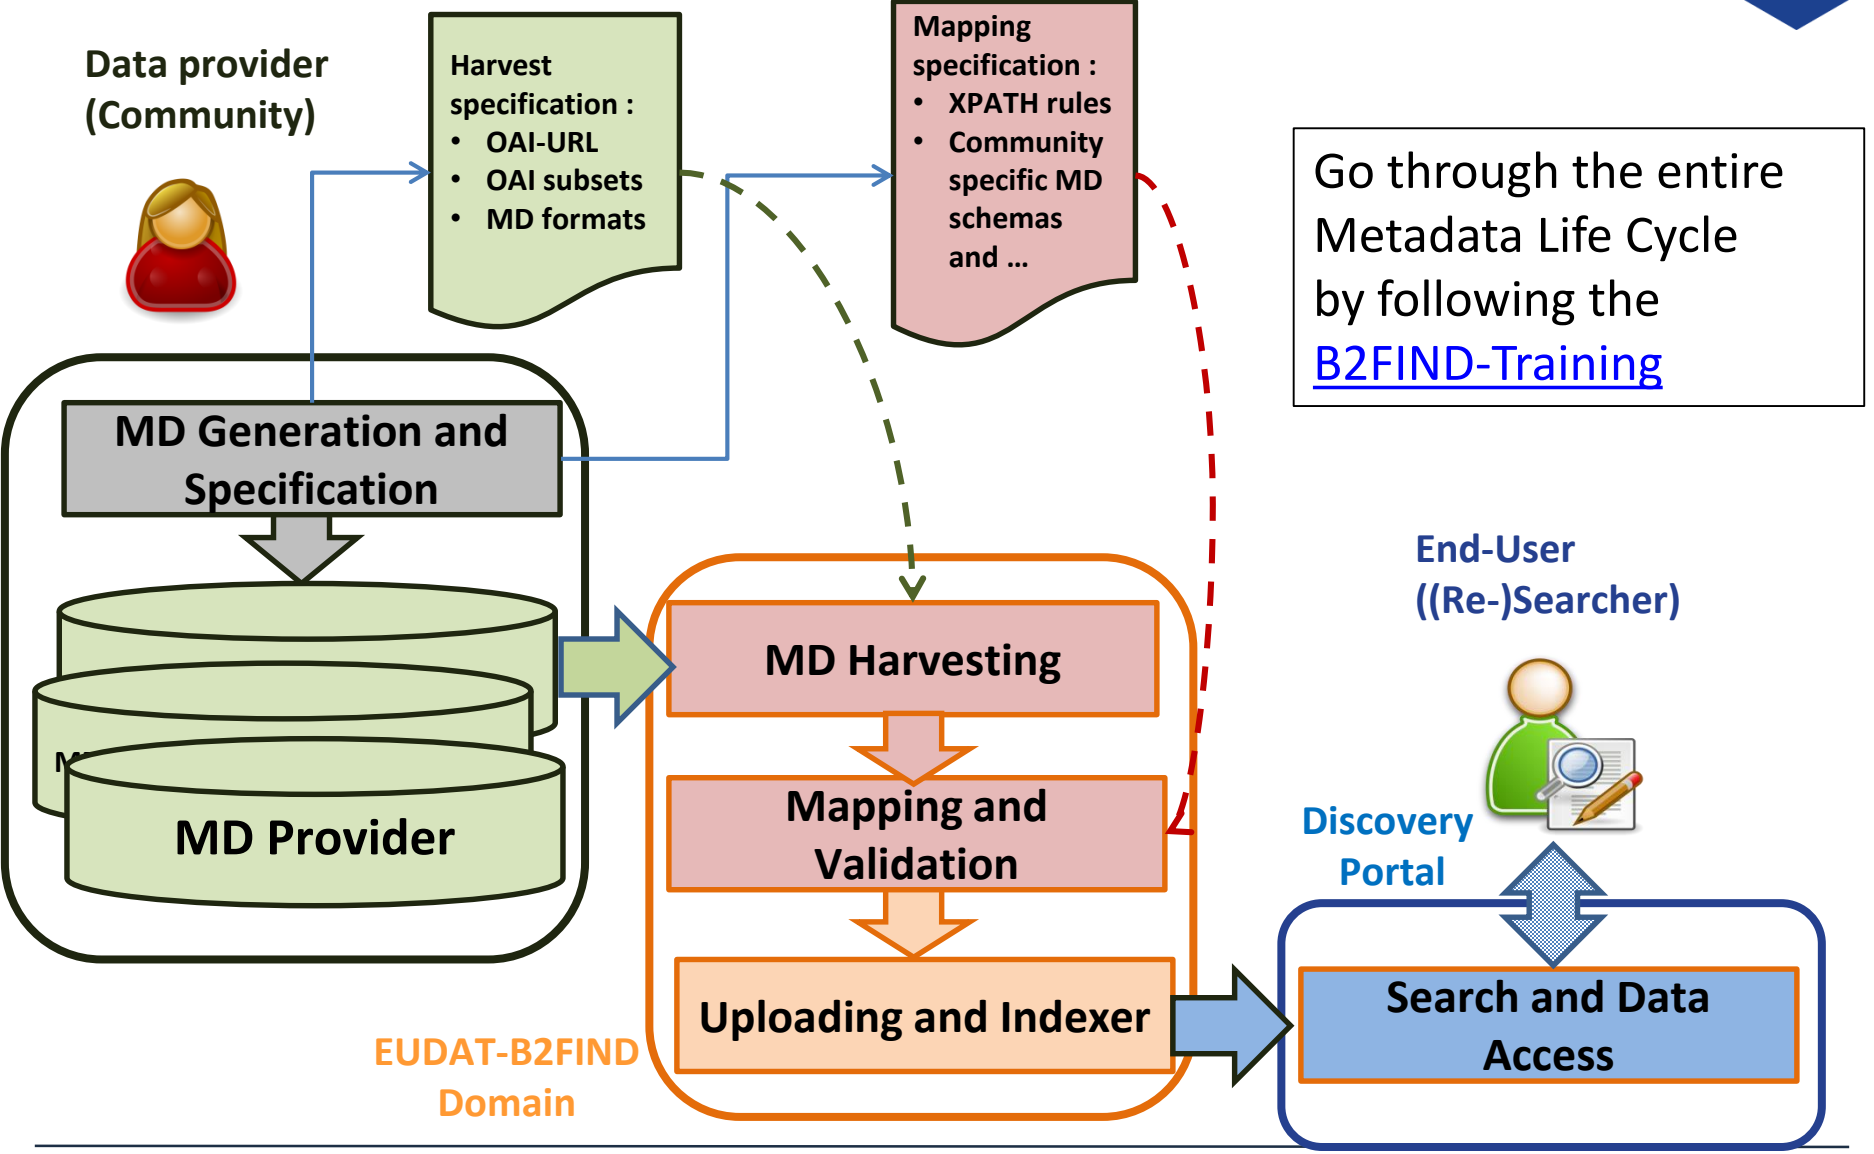 Data provider
(Community)
Harvest
specification :
• OAI-URL
• OAI subsets
• MD formats
Mapping
specification :
• XPATH rules
• Community
specific MD
schemas
and ...
Go through the entire
Metadata Life Cycle
by following the
B2FIND-Training
MD Generation and
Specification
MD Provider
MD Harvesting
Mapping and
Validation
Uploading and Indexer
EUDAT-B2FIND
Domain
End-User
((Re-)Searcher)
Discovery
Portal
Search and Data
Access